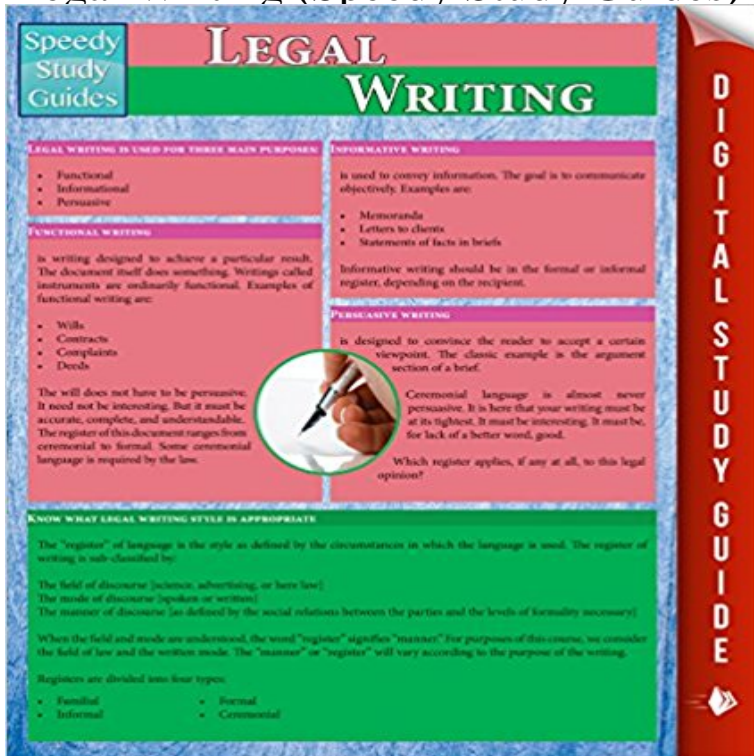 Speedy
Study
Guides
LEGAL
WRITING
LEGAL WRITING IS USED FOR THREE MAIN PURPOSES:
• Functional
• Informational
• Persuasive
FUNCTIONAL WRITING
is writing designed to achieve a particular result.
The document itself does something. Writings called
instruments are ordinarily functional. Examples of
functional writing are:
• Wills
• Contracts
• Complaints
• Deeds
The will does not have to be persuasive.
It need not be interesting. But it must be
accurate, complete, and understandable.
The register of this document ranges from
ceremonial to formal. Some ceremonial
language is required by the law.
INFORMATIVE WRITING
is used to convey information. The goal is to communicate
objectively. Examples are:
• Memoranda
• Letters to clients
• Statements of facts in briefs
Informative writing should be in the formal or informal
register, depending on the recipient.
PERSUASIVE WRITING
is designed to convince the reader to accept a certain
viewpoint. The classic example is the argument
section of a brief.
Ceremonial language is almost never
persuasive. It is here that your writing must be
at its tightest. It must be interesting. It must be,
for lack of a better word, good.
Which register applies, if any at all, to this legal
opinion?
KNOW WHAT LEGAL WRITING STYLE IS APPROPRIATE
The "register" of language is the style as defined by the circumstances in which the language is used. The register of
writing is sub-classified by:
The field of discourse [science, advertising, or here law]
The mode of discourse [spoken or written]
The manner of discourse [as defined by the social relations between the parties and the levels of formality necessary]
When the field and mode are understood, the word "register" signifies "manner." For purposes of this course, we consider
the field of law and the written mode. The "manner" or "register" will vary according to the purpose of the writing.
Registers are divided into four types:
• Familial
• Informal
• Formal
• Ceremonial
DIGITAL STUDY GUIDE